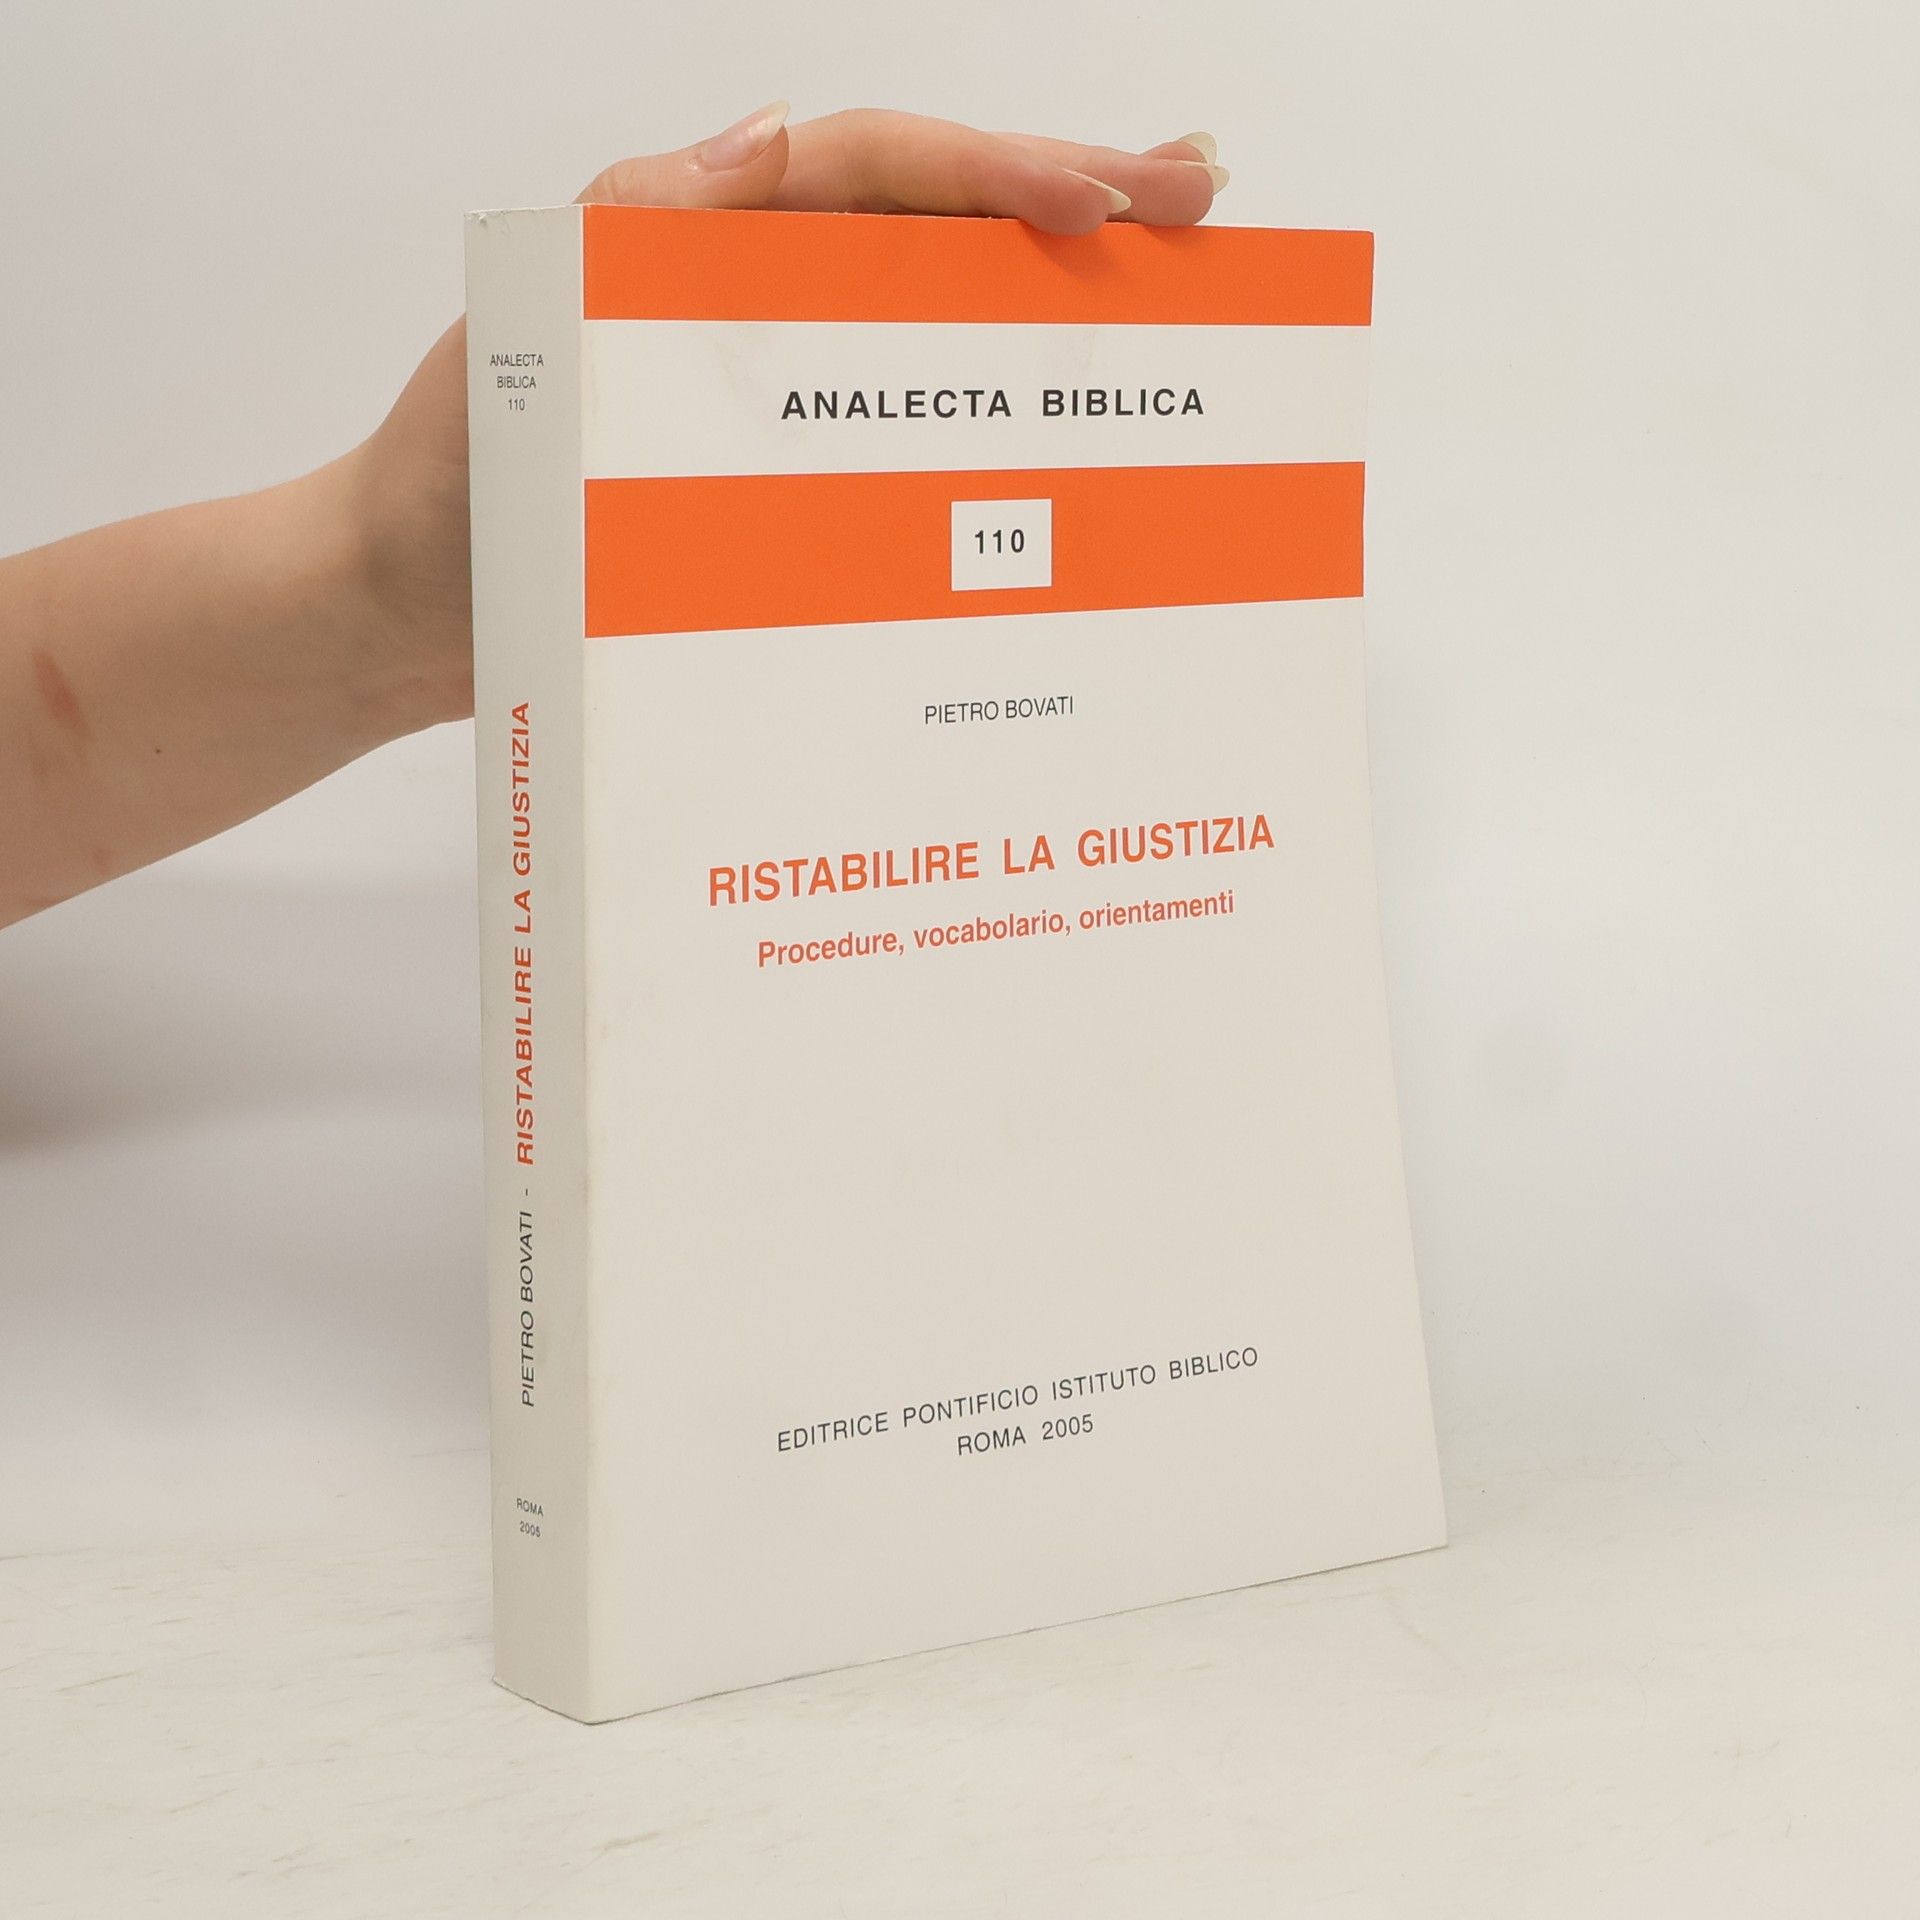 ANALECTA
BIBLICA
110
PIETRO BOVATI - RISTABILIRE LA GIUSTIZIA
ROMA
2005
ANALECTA BIBLICA
110
PIETRO BOVATI
RISTABILIRE LA GIUSTIZIA
Procedure, vocabolario, orientamenti
EDITRICE PONTIFICIO ISTITUTO BIBLICO
ROMA 2005